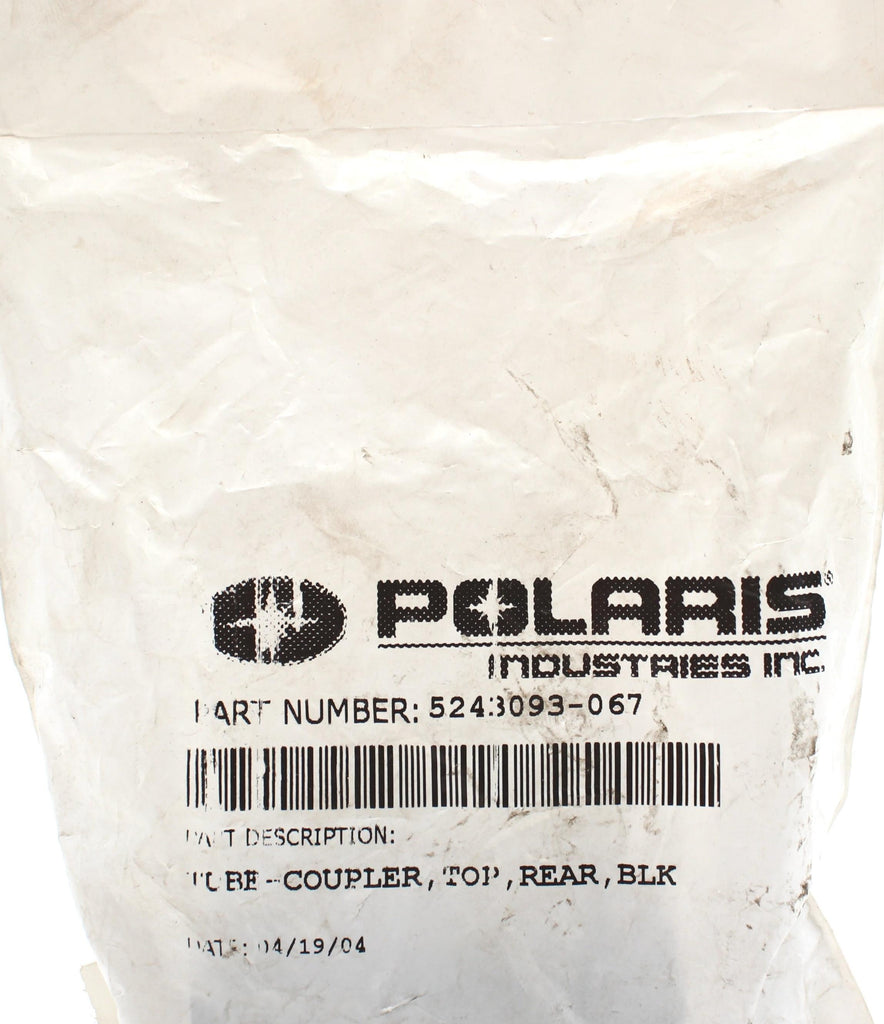 POLARIS®
INDUSTRIES INC.
PART NUMBER: 5243093-067
PART DESCRIPTION:
TUBE-COUPLER,TOP,REAR,BLK
DATE: 04/19/04